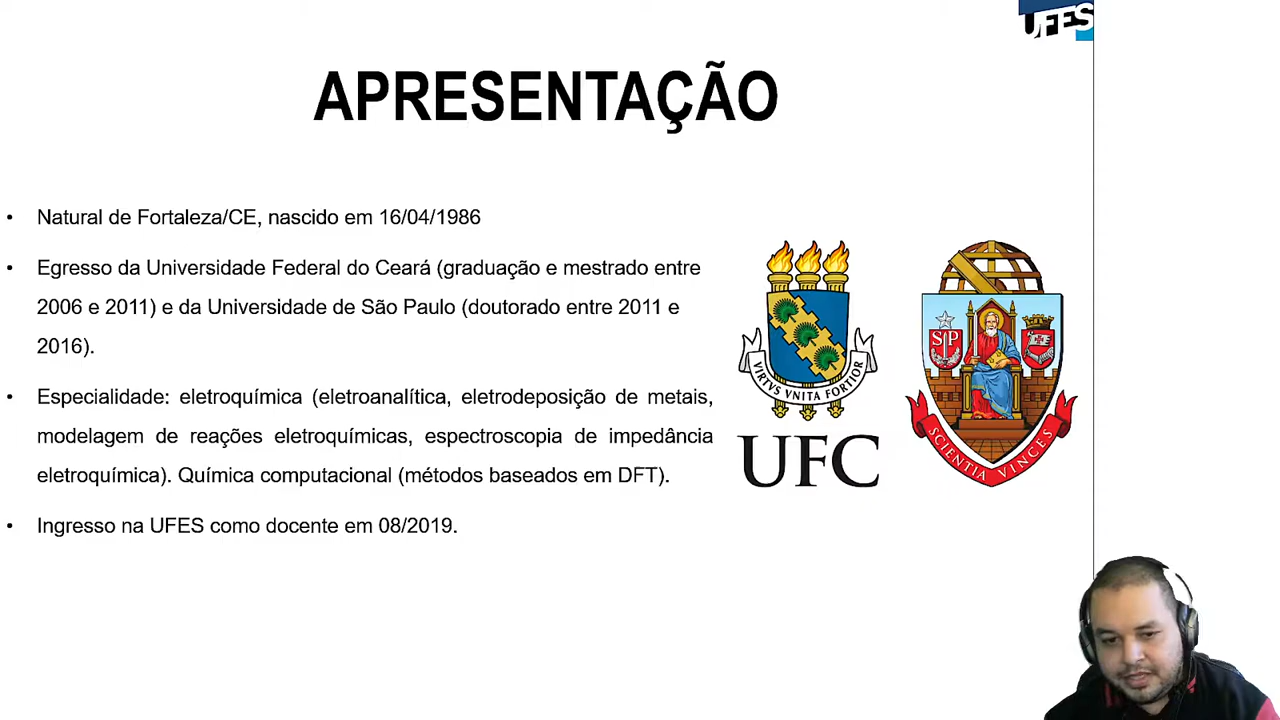 UFES
APRESENTAÇÃO
• Natural de Fortaleza/CE, nascido em 16/04/1986
• Egresso da Universidade Federal do Ceará (graduação e mestrado entre
2006 e 2011) e da Universidade de São Paulo (doutorado entre 2011 e
2016).
• Especialidade: eletroquímica (eletroanalítica, eletrodeposição de metais,
modelagem de reações eletroquímicas, espectroscopia de impedância
eletroquímica). Química computacional (métodos baseados em DFT).
• Ingresso na UFES como docente em 08/2019.
VIRTVS VNITA FORTIOR
UFC
S P
SCIENTIA VINCES